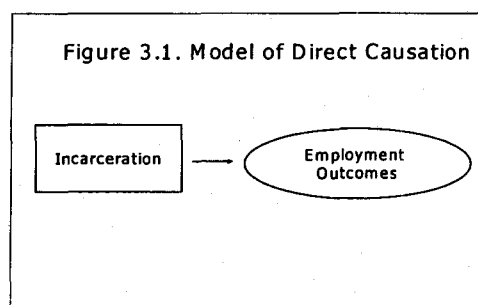 Figure 3.1. Model of Direct Causation
Incarceration
Employment
Outcomes